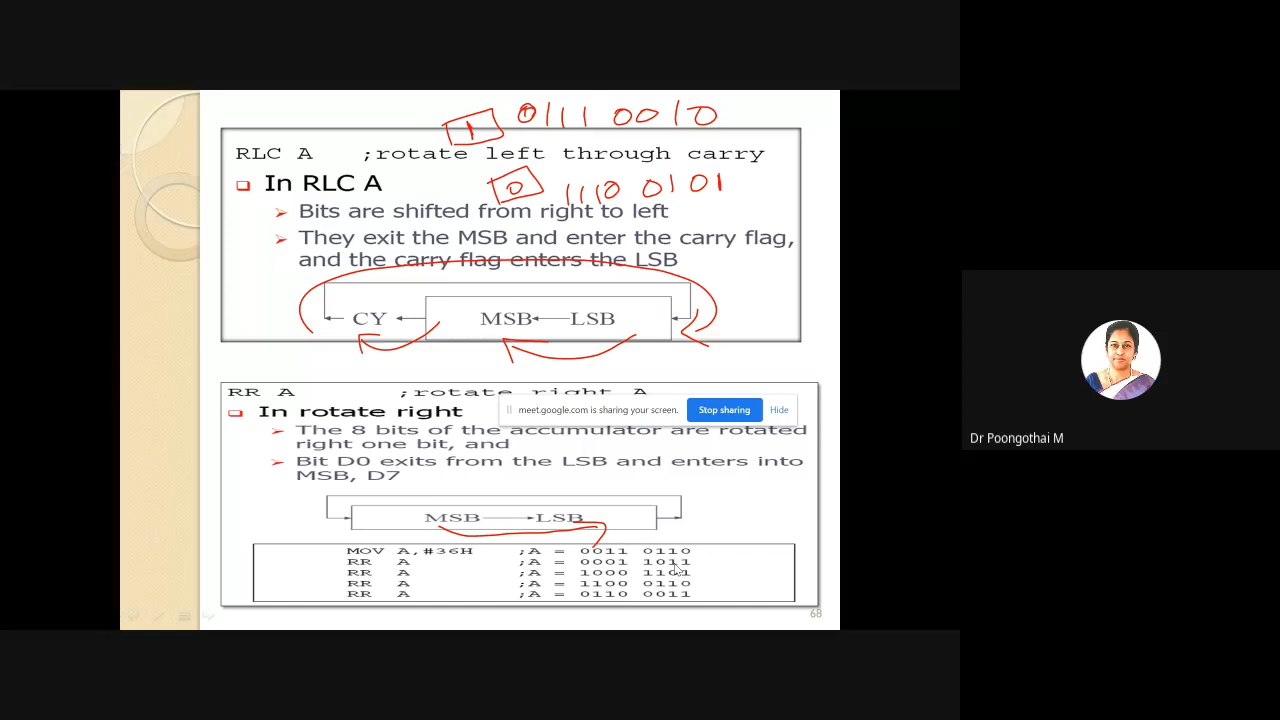 1 0111 0010
RLC A ;rotate left through carry
In RLC A
0 1110 0101
Bits are shifted from right to left
They exit the MSB and enter the carry flag,
and the carry flag enters the LSB
CY MSB LSB
RR A ;rotate right A
In rotate right
meet.google.com is sharing your screen. Stop sharing Hide
The 8 bits of the accumulator are rotated
right one bit, and
Bit D0 exits from the LSB and enters into
MSB, D7
Dr Poongothai M
MSB LSB
MOV A,#36H ;A = 0011 0110
RR A ;A = 0001 1011
RR A ;A = 1000 1101
RR A ;A = 1100 0110
RR A ;A = 0110 0011
68